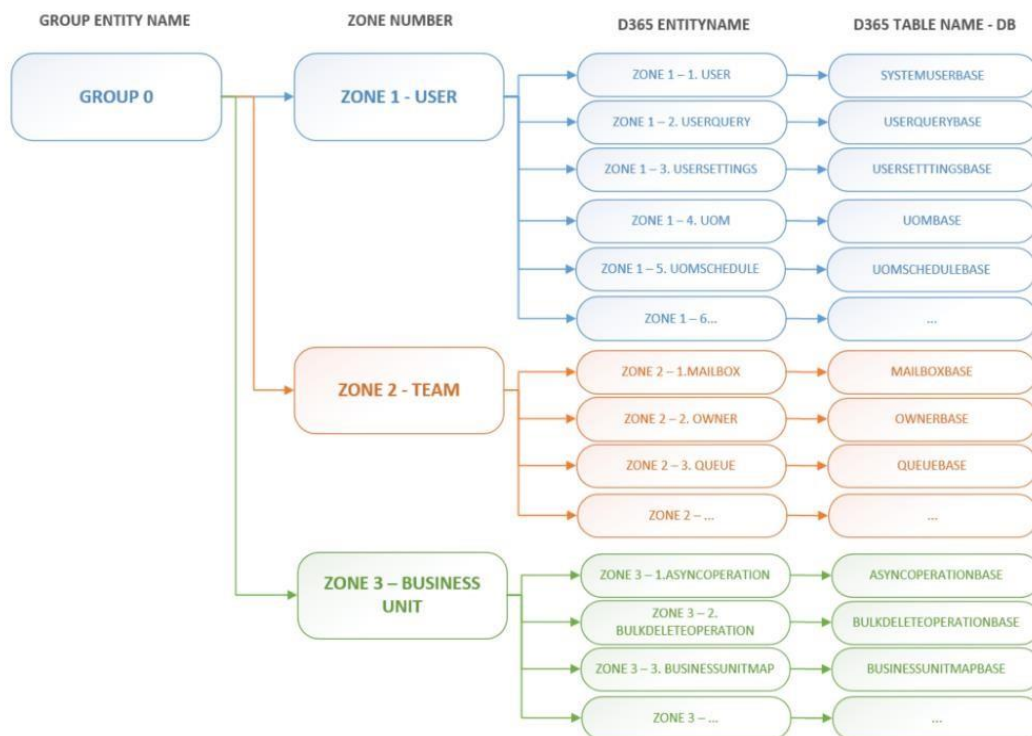 GROUP ENTITY NAME
ZONE NUMBER
D365 ENTITYNAME
D365 TABLE NAME - DB
GROUP 0
ZONE 1 - USER
ZONE 1 – 1. USER
SYSTEMUSERBASE
ZONE 1 – 2. USERQUERY
USERQUERYBASE
ZONE 1 – 3. USERSETTINGS
USERSETTTINGSBASE
ZONE 1 – 4. UOM
UOMBASE
ZONE 1 – 5. UOMSCHEDULE
UOMSCHEDULEBASE
ZONE 1 – 6...
...
ZONE 2 - TEAM
ZONE 2 – 1.MAILBOX
MAILBOXBASE
ZONE 2 – 2. OWNER
OWNERBASE
ZONE 2 – 3. QUEUE
QUEUEBASE
ZONE 2 – ...
...
ZONE 3 – BUSINESS
UNIT
ZONE 3 – 1.ASYNCOPERATION
ASYNCOPERATIONBASE
ZONE 3 – 2.
BULKDELETEOPERATION
BULKDELETEOPERATIONBASE
ZONE 3 – 3. BUSINESSUNITMAP
BUSINESSUNITMAPBASE
ZONE 3 – ...
...